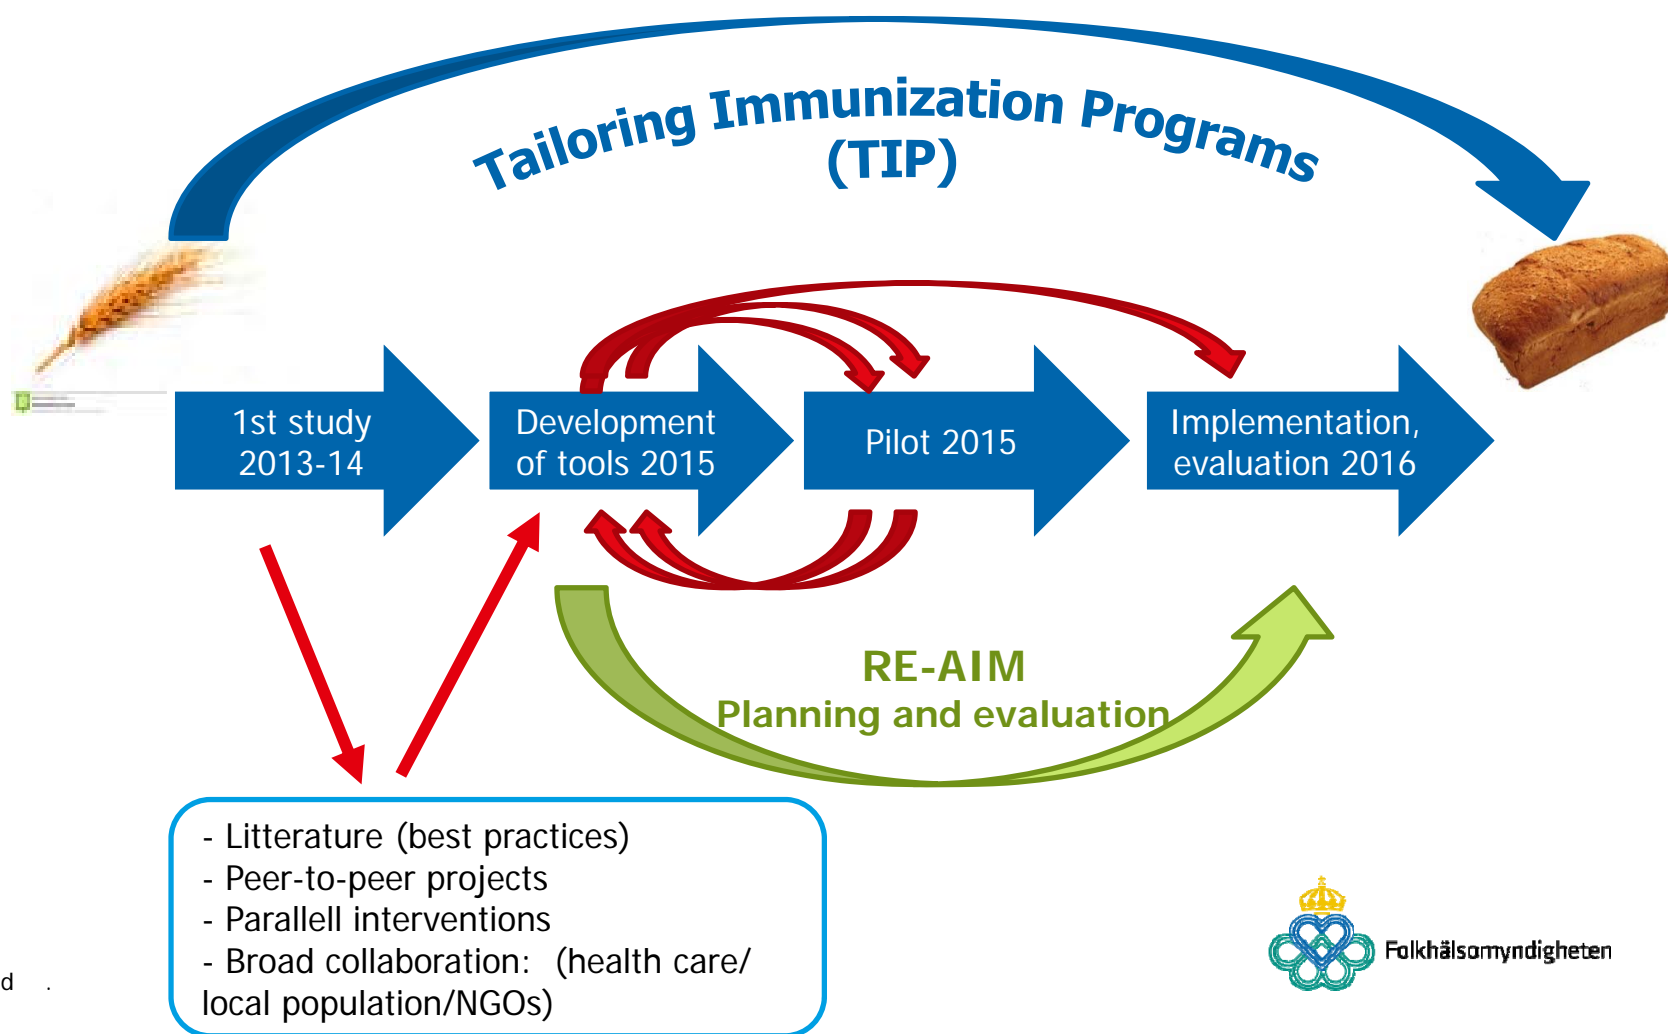 Tailoring Immunization Programs
(TIP)
1st study
2013-14
Development
of tools 2015
Pilot 2015
Implementation,
evaluation 2016
RE-AIM
Planning and evaluation
- Litterature (best practices)
- Peer-to-peer projects
- Parallell interventions
- Broad collaboration: (health care/
local population/NGOs)
d .
Folkhälsomyndigheten